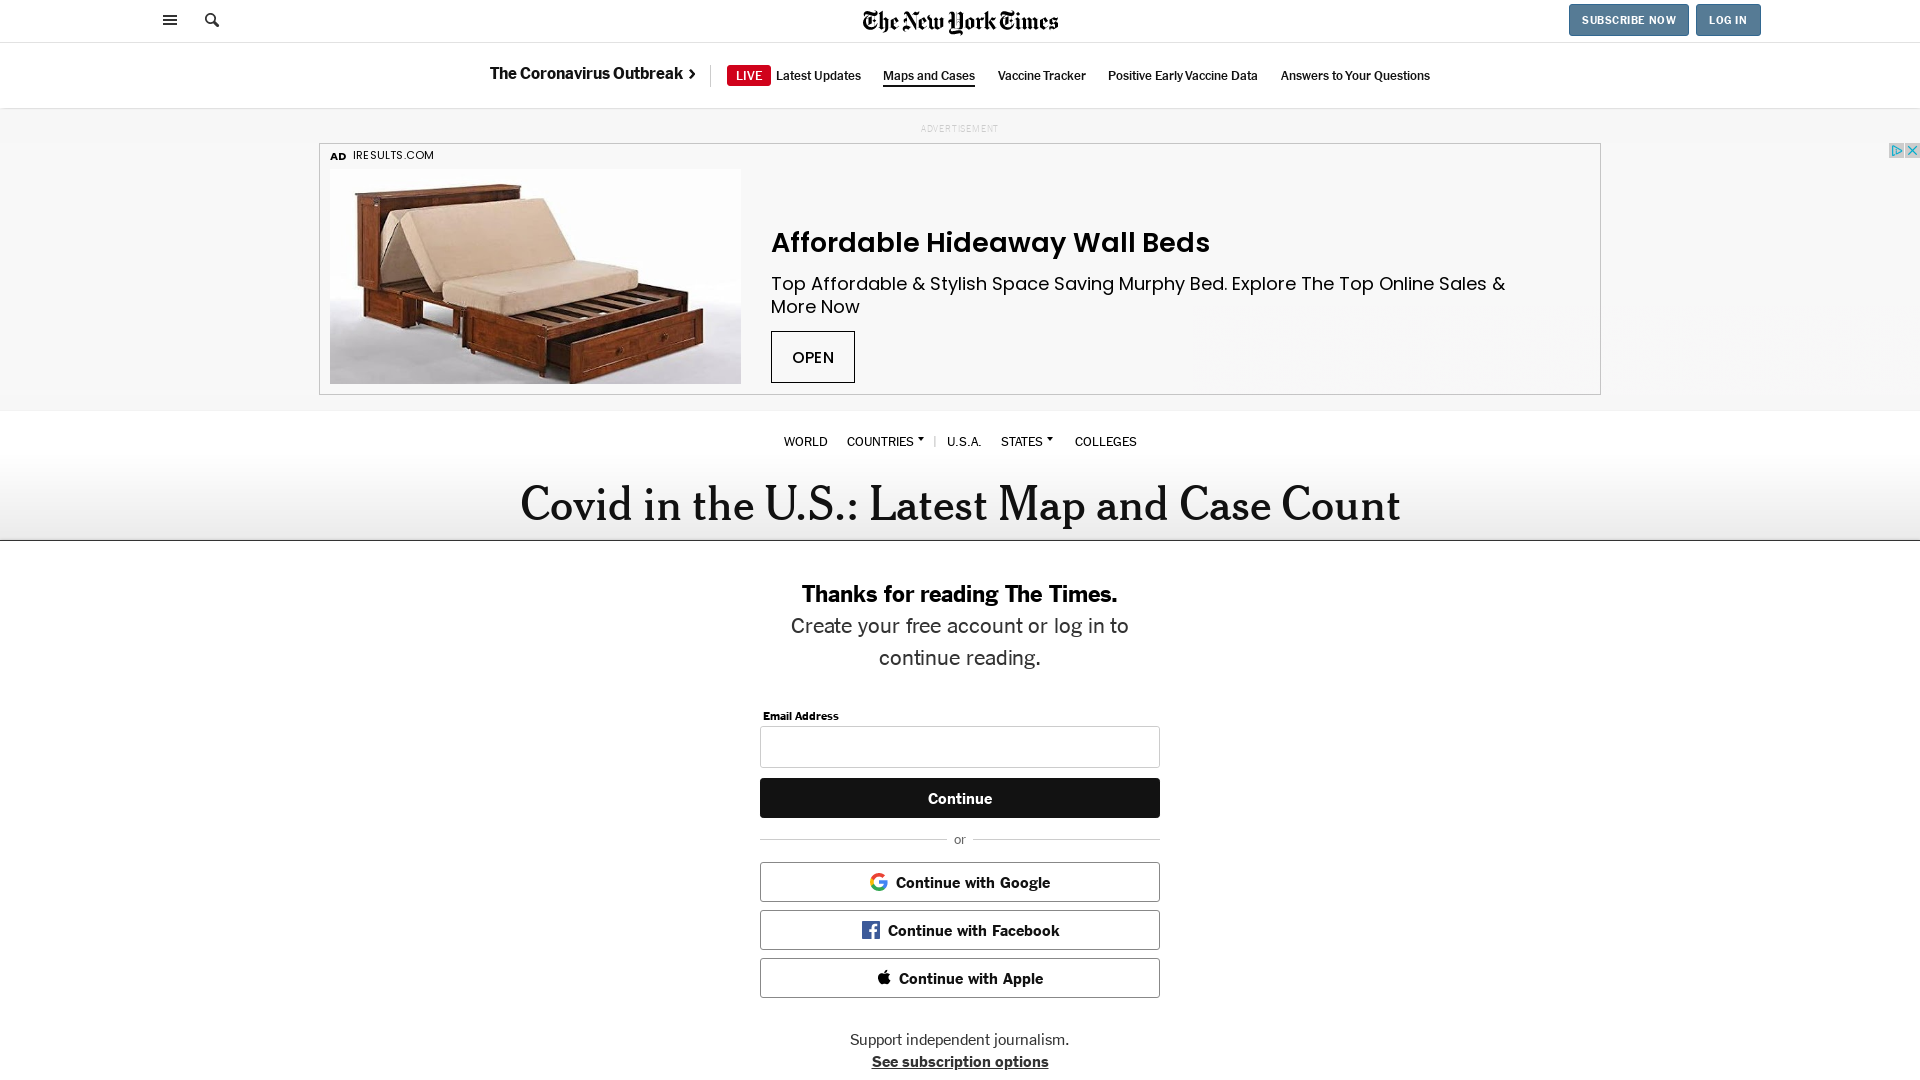 The New York Times
SUBSCRIBE NOW
LOG IN
The Coronavirus Outbreak
LIVE Latest Updates
Maps and Cases
Vaccine Tracker
Positive Early Vaccine Data
Answers to Your Questions
ADVERTISEMENT
AD IRESULTS.COM
Affordable Hideaway Wall Beds
Top Affordable & Stylish Space Saving Murphy Bed. Explore The Top Online Sales &
More Now
OPEN
WORLD COUNTRIES | U.S.A. STATES COLLEGES
Covid in the U.S.: Latest Map and Case Count
Thanks for reading The Times.
Create your free account or log in to
continue reading.
Email Address
Continue
or
Continue with Google
Continue with Facebook
Continue with Apple
Support independent journalism.
See subscription options